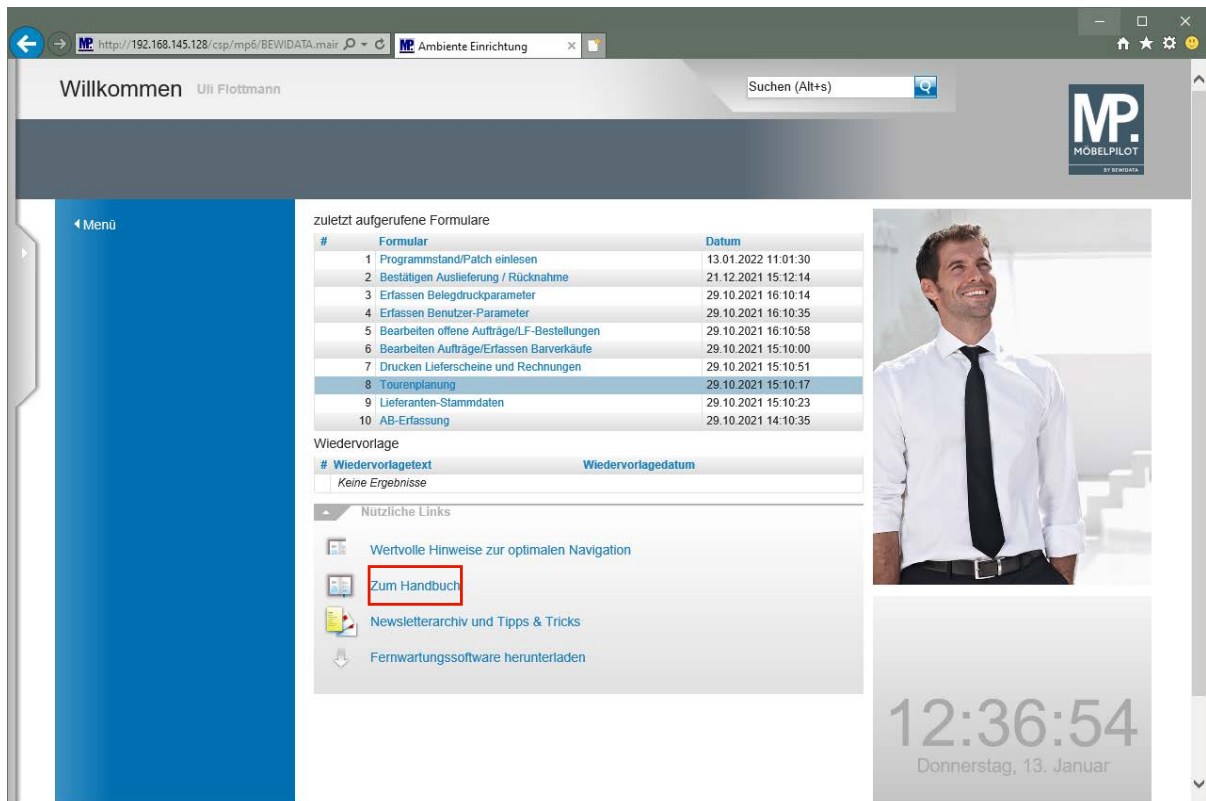 http://192.168.145.128/csp/mp6/BEWIDATA.mair
MP. Ambiente Einrichtung
Willkommen Uli Flottmann
Suchen (Alt+s)
MP.
MÖBELPILOT
BY BEWIDATA
Menü
zuletzt aufgerufene Formulare
# Formular Datum
1 Programmstand/Patch einlesen 13.01.2022 11:01:30
2 Bestätigen Auslieferung / Rücknahme 21.12.2021 15:12:14
3 Erfassen Belegdruckparameter 29.10.2021 16:10:14
4 Erfassen Benutzer-Parameter 29.10.2021 16:10:35
5 Bearbeiten offene Aufträge/LF-Bestellungen 29.10.2021 16:10:58
6 Bearbeiten Aufträge/Erfassen Barverkäufe 29.10.2021 15:10:00
7 Drucken Lieferscheine und Rechnungen 29.10.2021 15:10:51
8 Tourenplanung 29.10.2021 15:10:17
9 Lieferanten-Stammdaten 29.10.2021 15:10:23
10 AB-Erfassung 29.10.2021 14:10:35
Wiedervorlage
# Wiedervorlagetext Wiedervorlagedatum
Keine Ergebnisse
Nützliche Links
Wertvolle Hinweise zur optimalen Navigation
Zum Handbuch
Newsletterarchiv und Tipps & Tricks
Fernwartungssoftware herunterladen
12:36:54
Donnerstag, 13. Januar